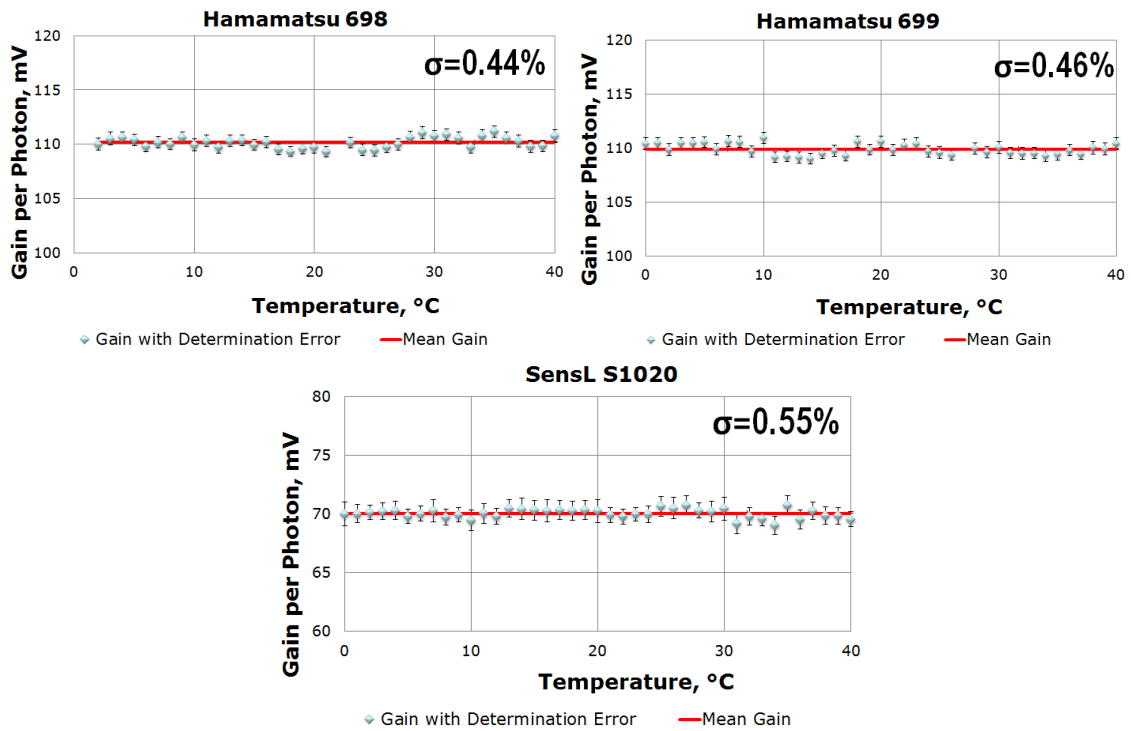 Hamamatsu 698
σ=0.44%
Gain per Photon, mV
120
115
110
105
100
0 10 20 30 40
Temperature, °C
Gain with Determination Error Mean Gain
Hamamatsu 699
σ=0.46%
Gain per Photon, mV
120
115
110
105
100
0 10 20 30 40
Temperature, °C
Gain with Determination Error Mean Gain
SensL S1020
σ=0.55%
Gain per Photon, mV
80
75
70
65
60
0 10 20 30 40
Temperature, °C
Gain with Determination Error Mean Gain